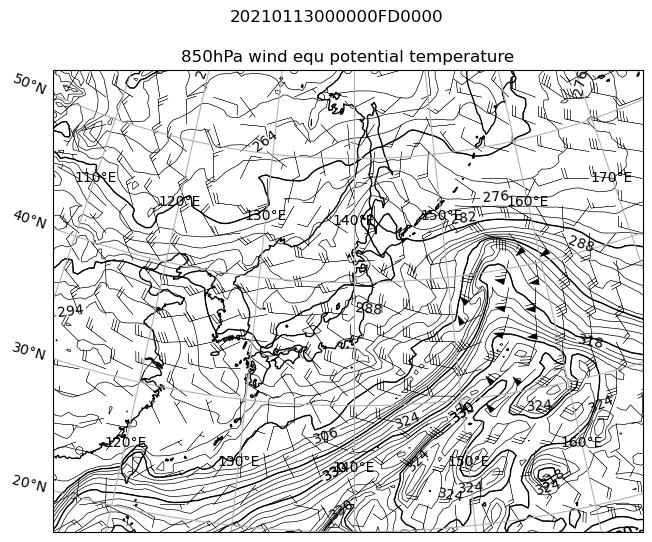 20210113000000FD0000
850hPa wind equ potential temperature
50°N
276
264
110°E
170°E
120°E
276
160°E
130°E
140°E
150°E
282
40°N
288
294
288
318
30°N
324
324
330
324
306
120°E
160°E
130°E
324
150°E
330
140°E
20°N
324
324
324